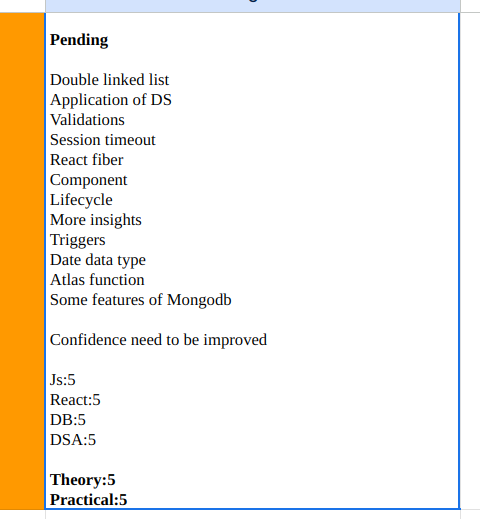 Pending
Double linked list
Application of DS
Validations
Session timeout
React fiber
Component
Lifecycle
More insights
Triggers
Date data type
Atlas function
Some features of Mongodb
Confidence need to be improved
Js:5
React:5
DB:5
DSA:5
Theory:5
Practical:5